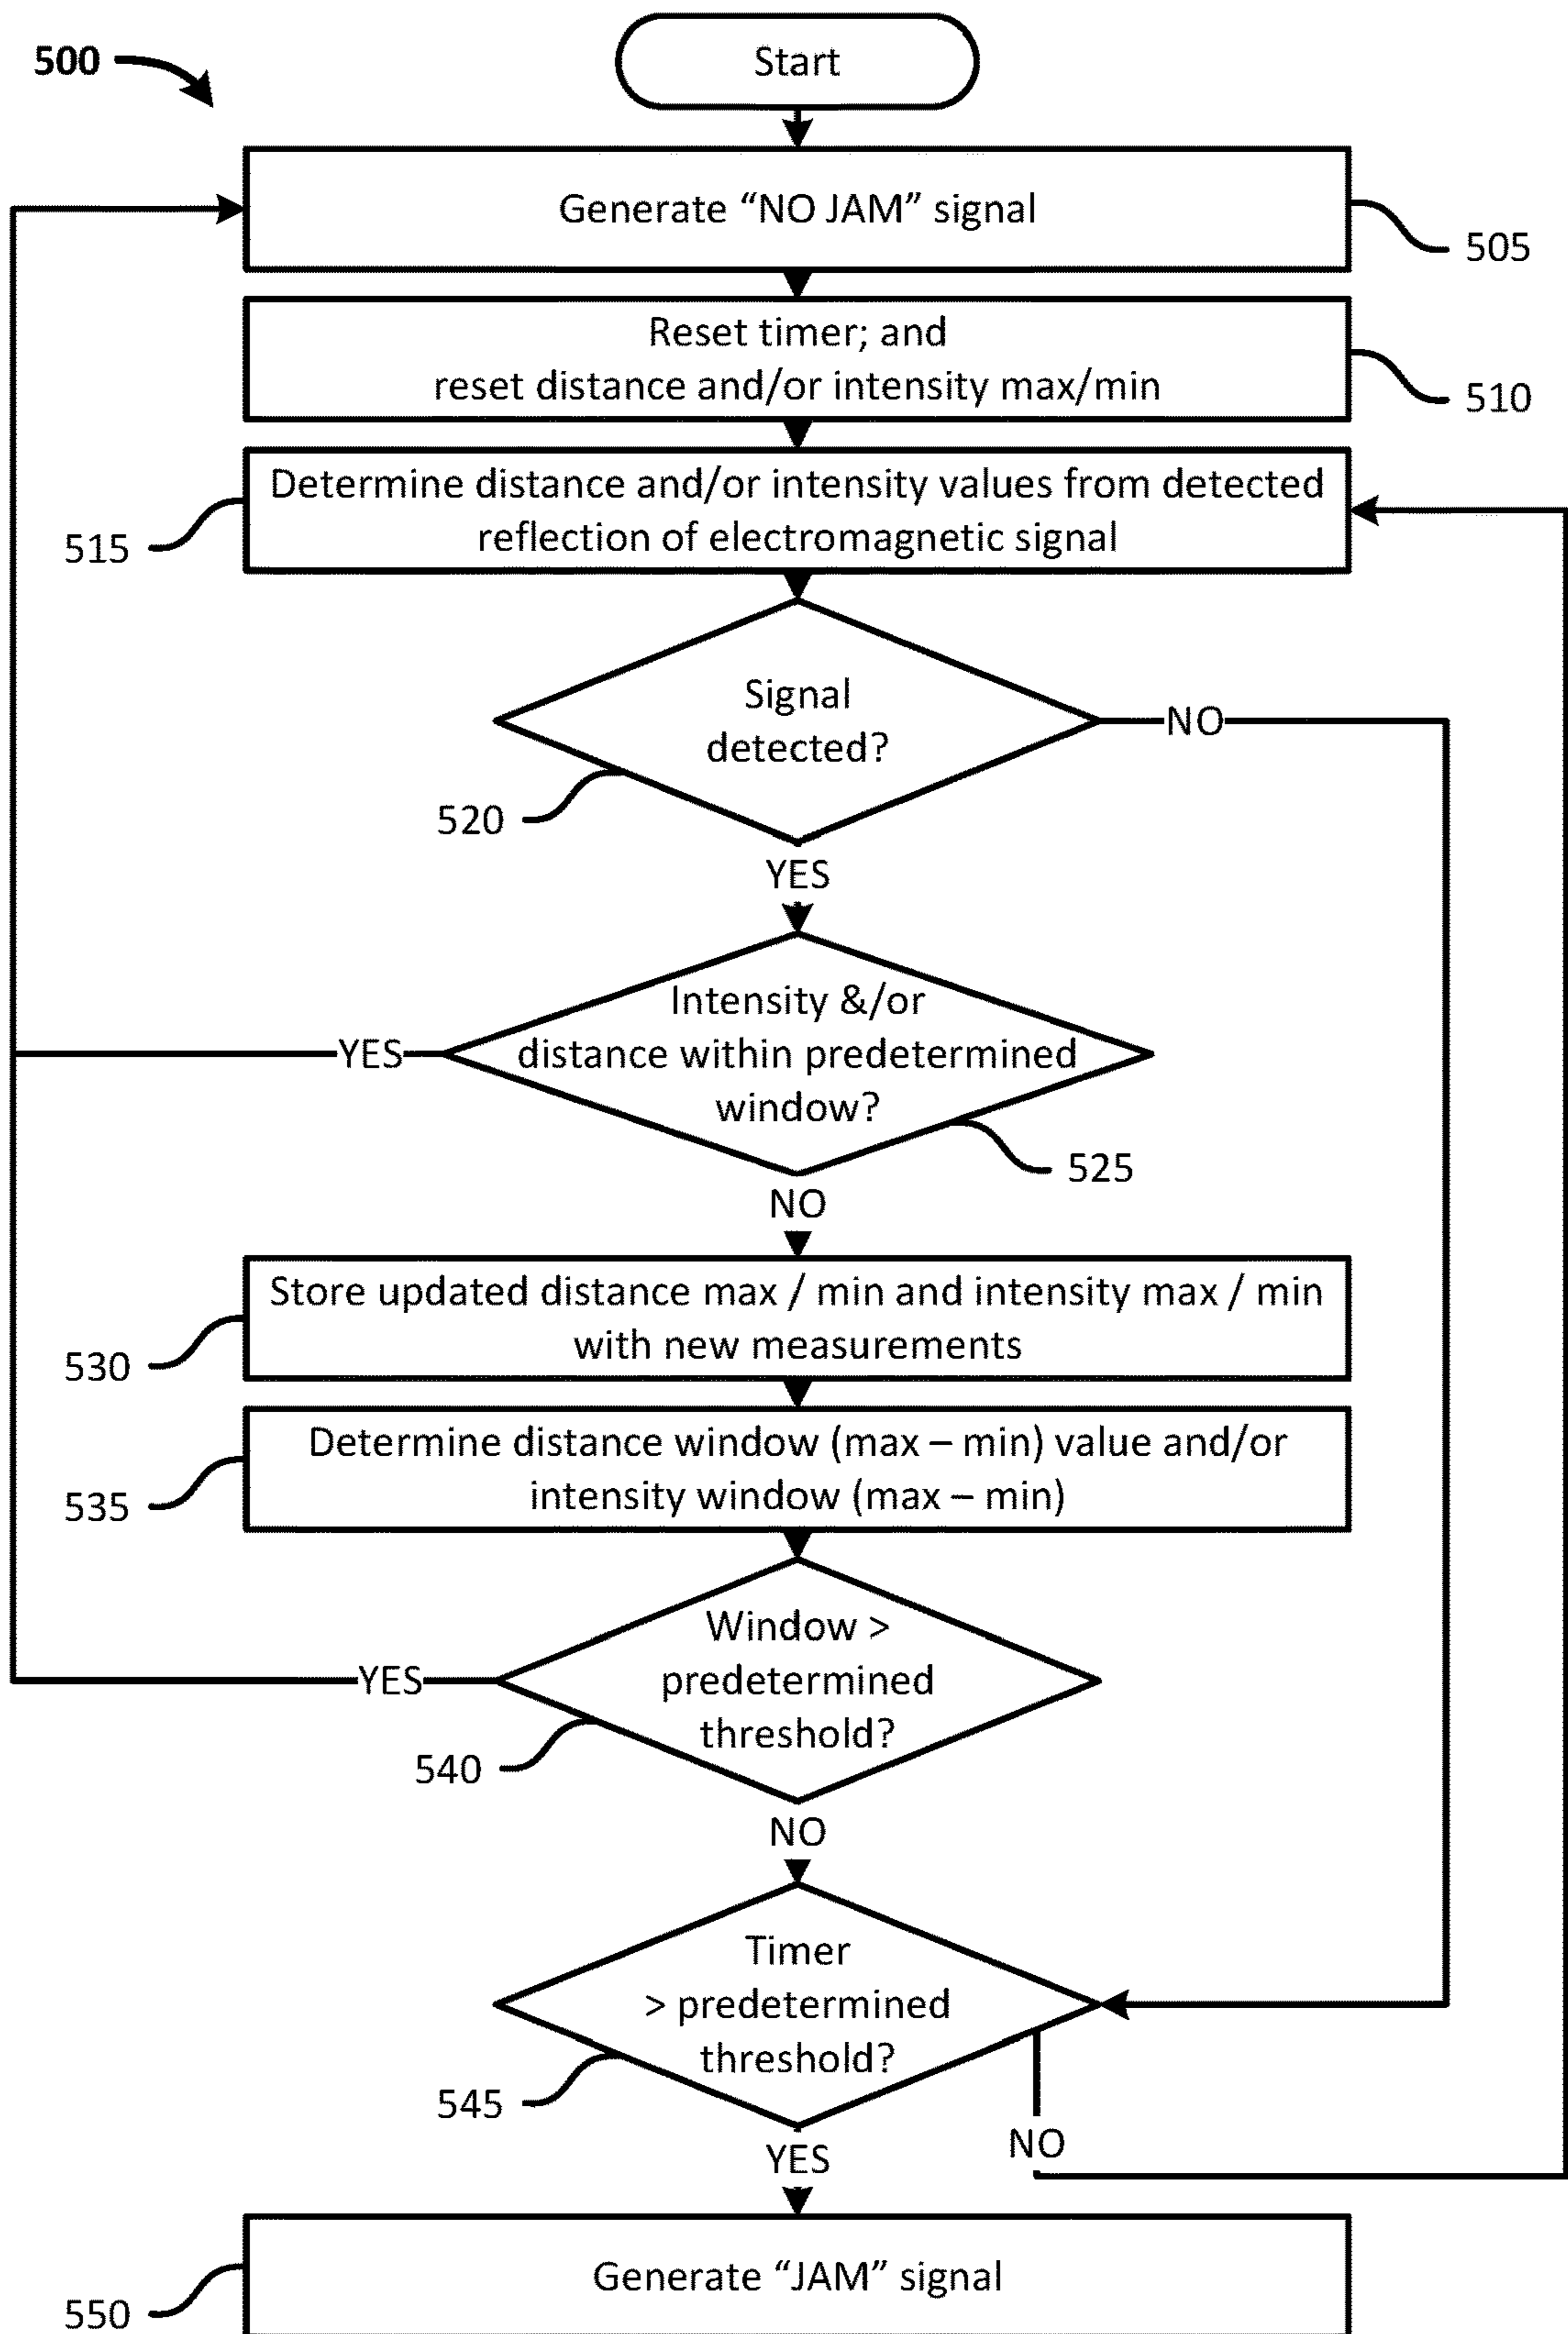 500
Start
Generate “NO JAM” signal
505
Reset timer; and
reset distance and/or intensity max/min
510
Determine distance and/or intensity values from detected
reflection of electromagnetic signal
515
Signal
detected?
NO
520
YES
Intensity &/or
distance within predetermined
window?
YES
525
NO
Store updated distance max / min and intensity max / min
with new measurements
530
Determine distance window (max – min) value and/or
intensity window (max – min)
535
Window >
predetermined
threshold?
YES
540
NO
Timer
> predetermined
threshold?
545
NO
YES
Generate “JAM” signal
550